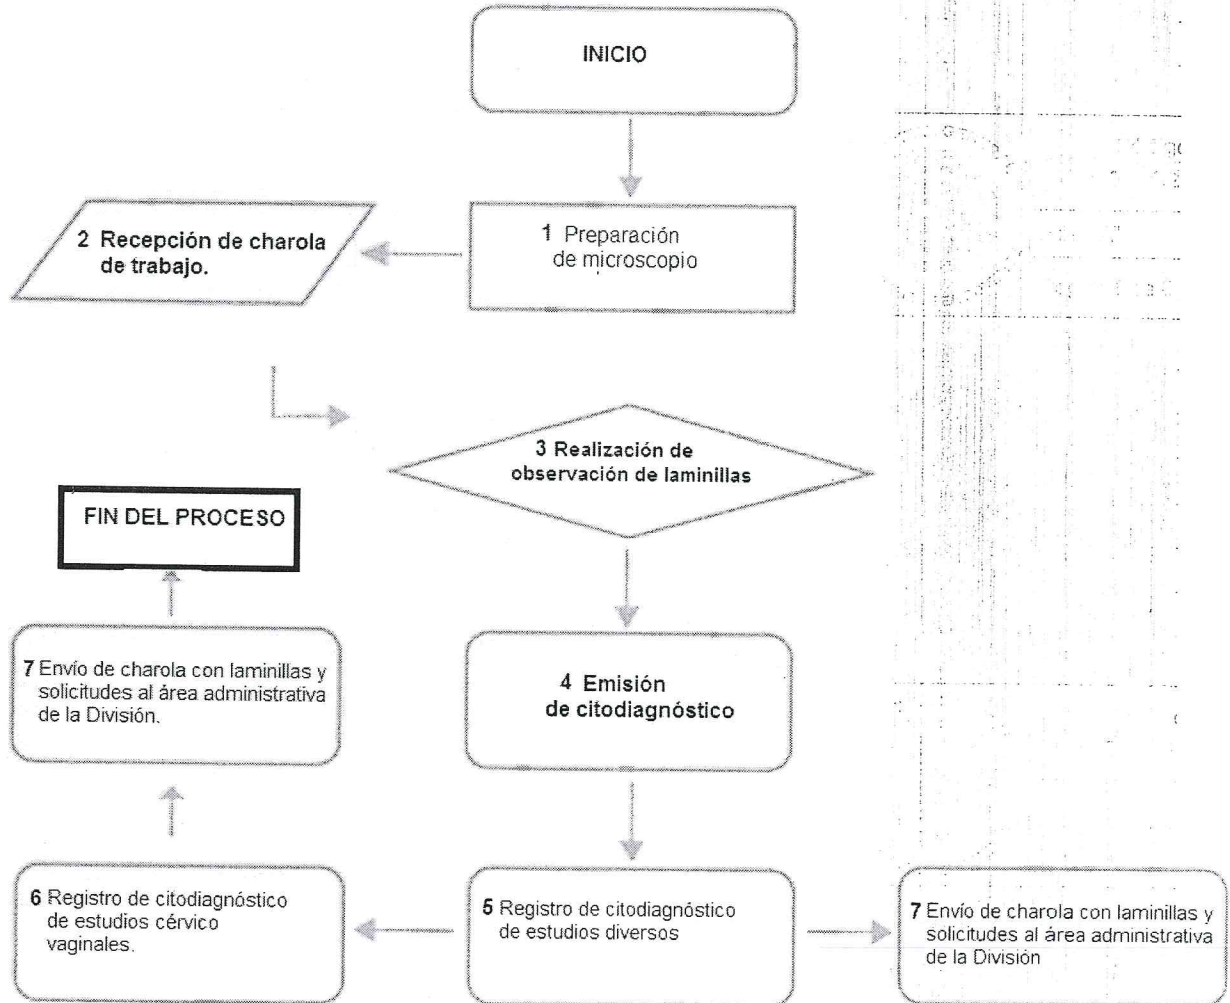 INICIO
1 Preparación
de microscopio
2 Recepción de charola
de trabajo.
3 Realización de
observación de laminillas
FIN DEL PROCESO
4 Emisión
de citodiagnóstico
7 Envío de charola con laminillas y
solicitudes al área administrativa
de la División.
6 Registro de citodiagnóstico
de estudios cérvico
vaginales.
5 Registro de citodiagnóstico
de estudios diversos
7 Envío de charola con laminillas y
solicitudes al área administrativa
de la División